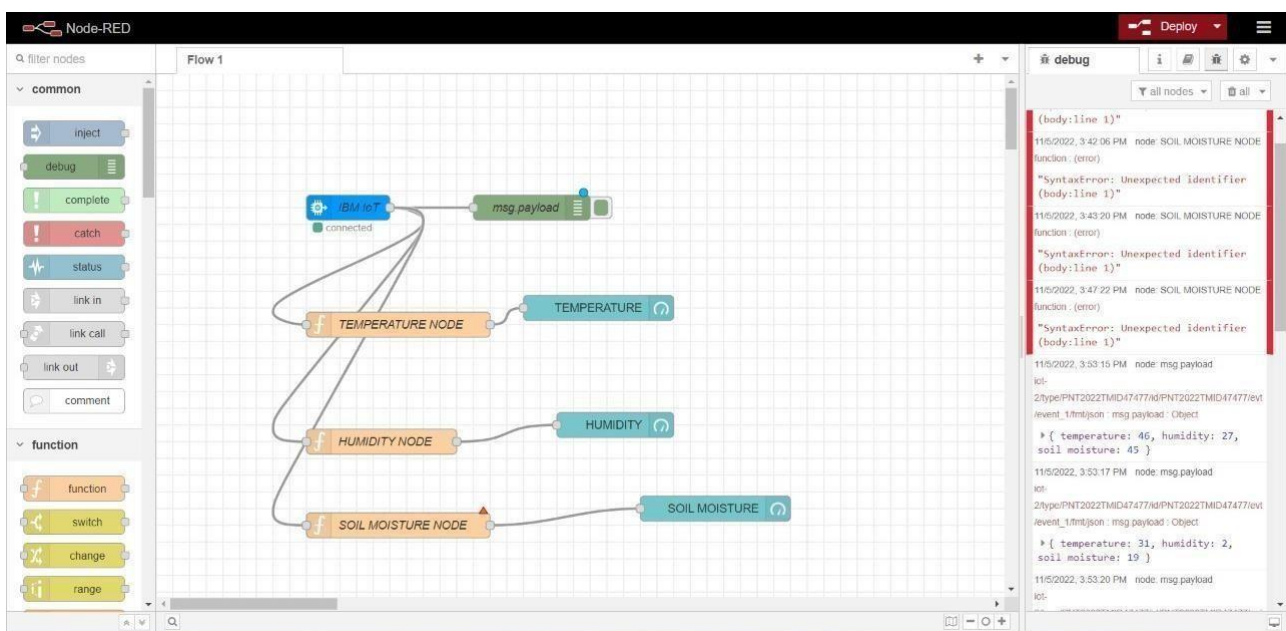 Node-RED
Deploy
filter nodes
Flow 1
debug
i
all nodes
all
common
inject
debug
complete
catch
status
link in
link call
link out
comment
function
function
switch
change
range
IBM IoT
connected
msg.payload
TEMPERATURE NODE
TEMPERATURE
HUMIDITY NODE
HUMIDITY
SOIL MOISTURE NODE
SOIL MOISTURE
(body:line 1)"
11/5/2022, 3:42:06 PM node: SOIL MOISTURE NODE
function : (error)
"SyntaxError: Unexpected identifier
(body:line 1)"
11/5/2022, 3:43:20 PM node: SOIL MOISTURE NODE
function : (error)
"SyntaxError: Unexpected identifier
(body:line 1)"
11/5/2022, 3:47:22 PM node: SOIL MOISTURE NODE
function : (error)
"SyntaxError: Unexpected identifier
(body:line 1)"
11/5/2022, 3:53:15 PM node: msg.payload
iot-
2/type/PNT2022TMID47477/id/PNT2022TMID47477/evt
/event_1/fmt/json : msg.payload : Object
{ temperature: 46, humidity: 27,
soil moisture: 45 }
11/5/2022, 3:53:17 PM node: msg.payload
iot-
2/type/PNT2022TMID47477/id/PNT2022TMID47477/evt
/event_1/fmt/json : msg.payload : Object
{ temperature: 31, humidity: 2,
soil moisture: 19 }
11/5/2022, 3:53:20 PM node: msg.payload
iot-